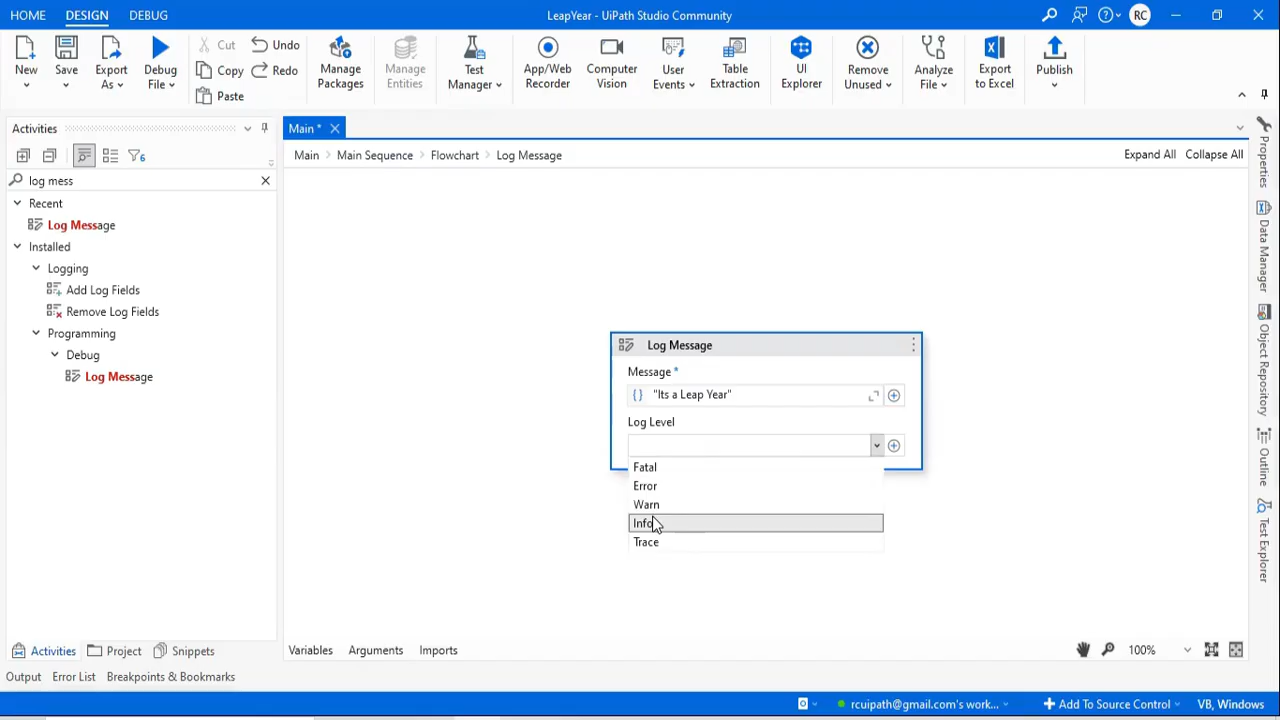 HOME DESIGN DEBUG LeapYear - UiPath Studio Community RC
New Save Export As Debug File Cut Copy Paste Undo Redo Manage Packages Manage Entities Test Manager App/Web Recorder Computer Vision User Events Table Extraction UI Explorer Remove Unused Analyze File Export to Excel Publish
Activities
Main *
Main Main Sequence Flowchart Log Message Expand All Collapse All
6
log mess
Recent
Log Message
Installed
Logging
Add Log Fields
Remove Log Fields
Programming
Debug
Log Message
Log Message
Message *
{} "Its a Leap Year"
Log Level
Fatal
Error
Warn
Info
Trace
Properties
Data Manager
Object Repository
Outline
Test Explorer
Activities Project Snippets Variables Arguments Imports 100%
Output Error List Breakpoints & Bookmarks
rcuipath@gmail.com's work... Add To Source Control VB, Windows